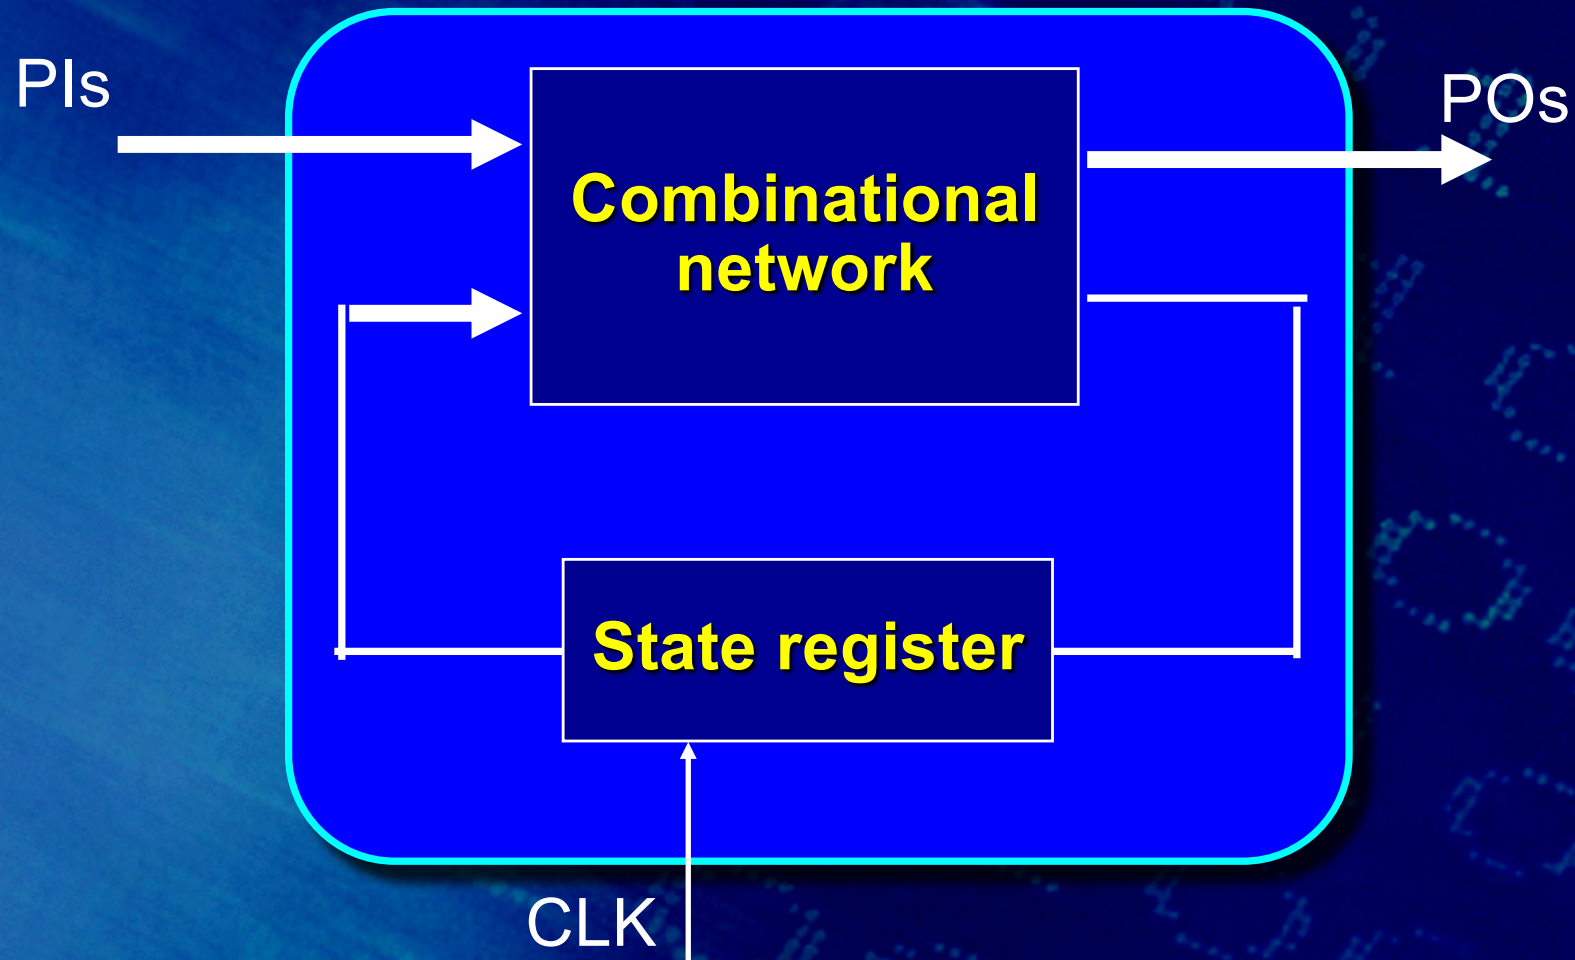 PIs
POs
Combinational
network
State register
CLK